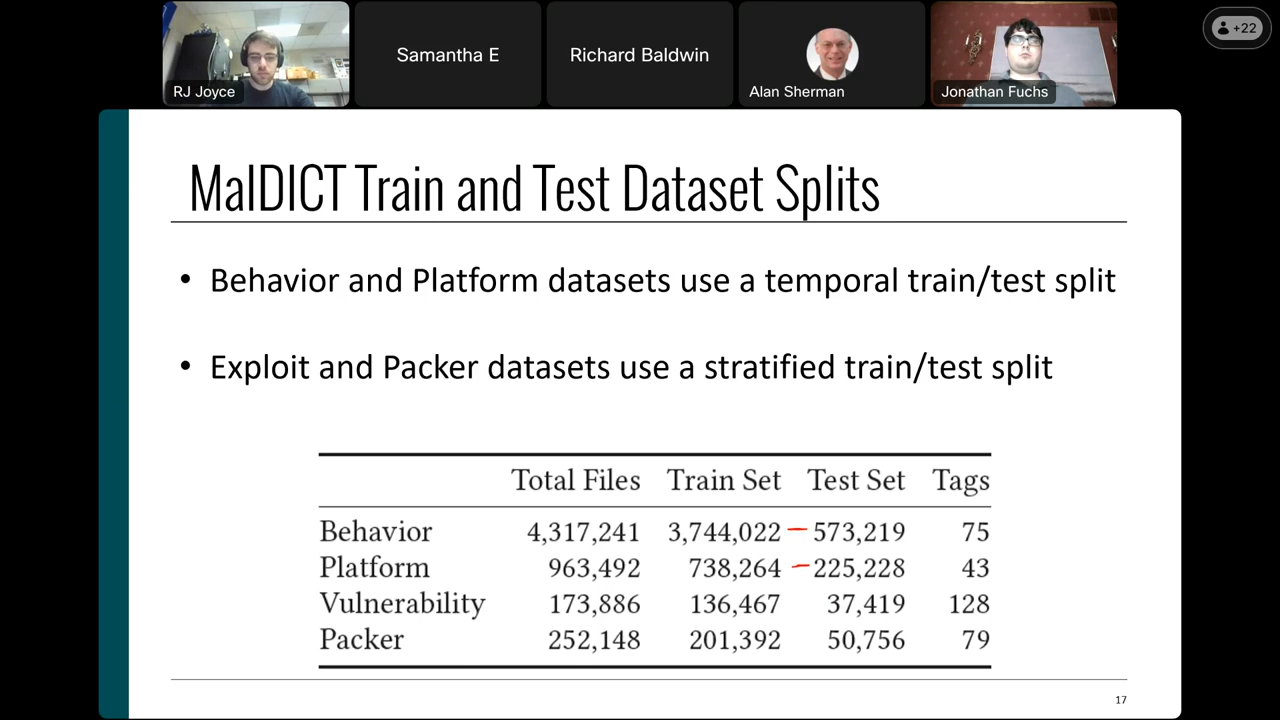 +22
RJ Joyce
Samantha E
Richard Baldwin
Alan Sherman
Jonathan Fuchs
MalDICT Train and Test Dataset Splits
• Behavior and Platform datasets use a temporal train/test split
• Exploit and Packer datasets use a stratified train/test split
Total Files Train Set Test Set Tags
Behavior 4,317,241 3,744,022 573,219 75
Platform 963,492 738,264 225,228 43
Vulnerability 173,886 136,467 37,419 128
Packer 252,148 201,392 50,756 79
17